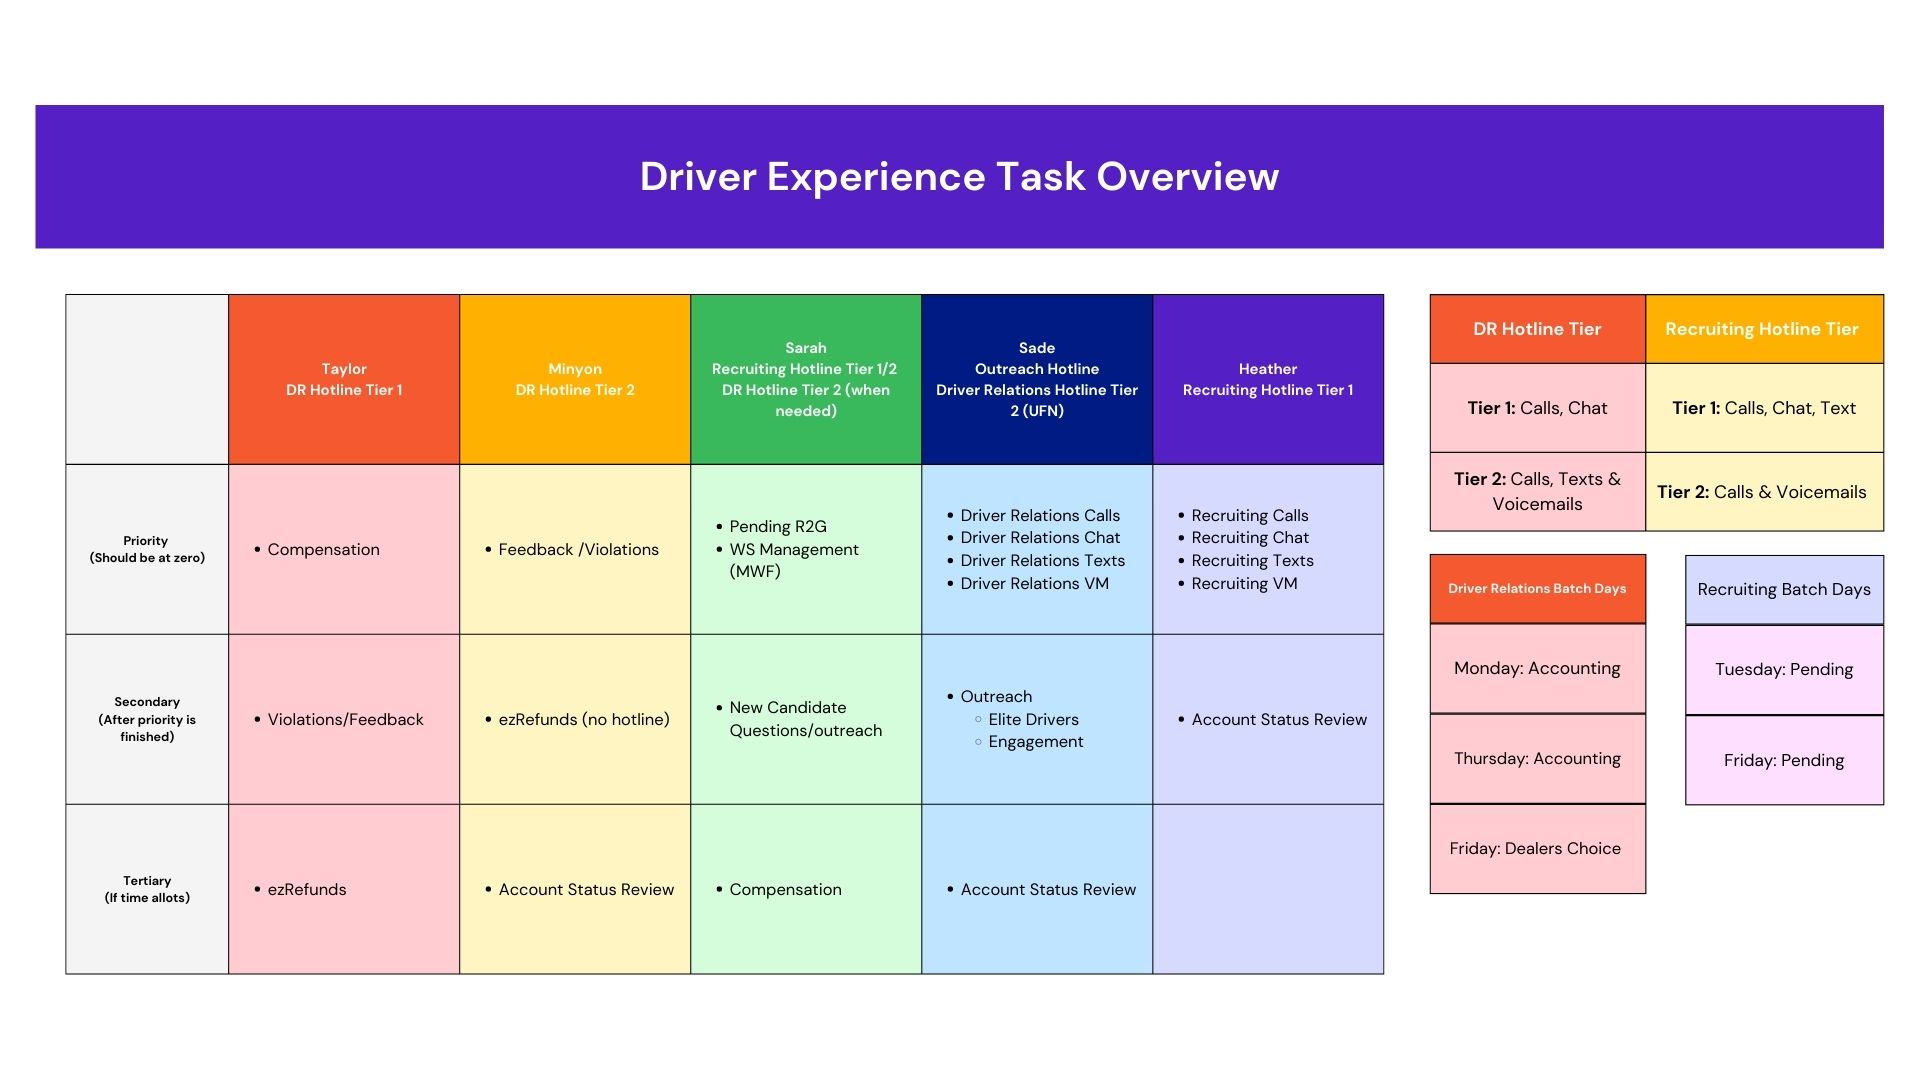 Driver Experience Task Overview
Taylor
DR Hotline Tier 1
Minyon
DR Hotline Tier 2
Sarah
Recruiting Hotline Tier 1/2
DR Hotline Tier 2 (when
needed)
Sade
Outreach Hotline
Driver Relations Hotline Tier
2 (UFN)
Heather
Recruiting Hotline Tier 1
Priority
(Should be at zero)
• Compensation
• Feedback /Violations
• Pending R2G
• WS Management
(MWF)
• Driver Relations Calls
• Driver Relations Chat
• Driver Relations Texts
• Driver Relations VM
• Recruiting Calls
• Recruiting Chat
• Recruiting Texts
• Recruiting VM
Secondary
(After priority is
finished)
• Violations/Feedback
• ezRefunds (no hotline)
• New Candidate
Questions/outreach
• Outreach
◦ Elite Drivers
◦ Engagement
• Account Status Review
Tertiary
(If time allots)
• ezRefunds
• Account Status Review
• Compensation
• Account Status Review
DR Hotline Tier
Recruiting Hotline Tier
Tier 1: Calls, Chat
Tier 1: Calls, Chat, Text
Tier 2: Calls, Texts &
Voicemails
Tier 2: Calls & Voicemails
Driver Relations Batch Days
Monday: Accounting
Thursday: Accounting
Friday: Dealers Choice
Recruiting Batch Days
Tuesday: Pending
Friday: Pending